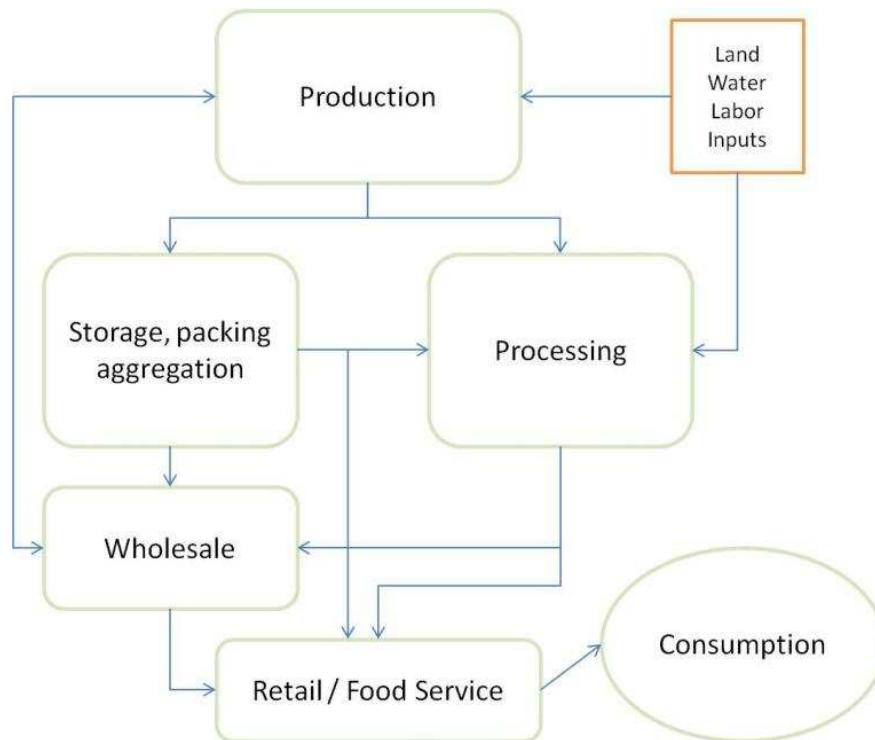 Production
Land
Water
Labor
Inputs
Storage, packing
aggregation
Processing
Wholesale
Consumption
Retail / Food Service